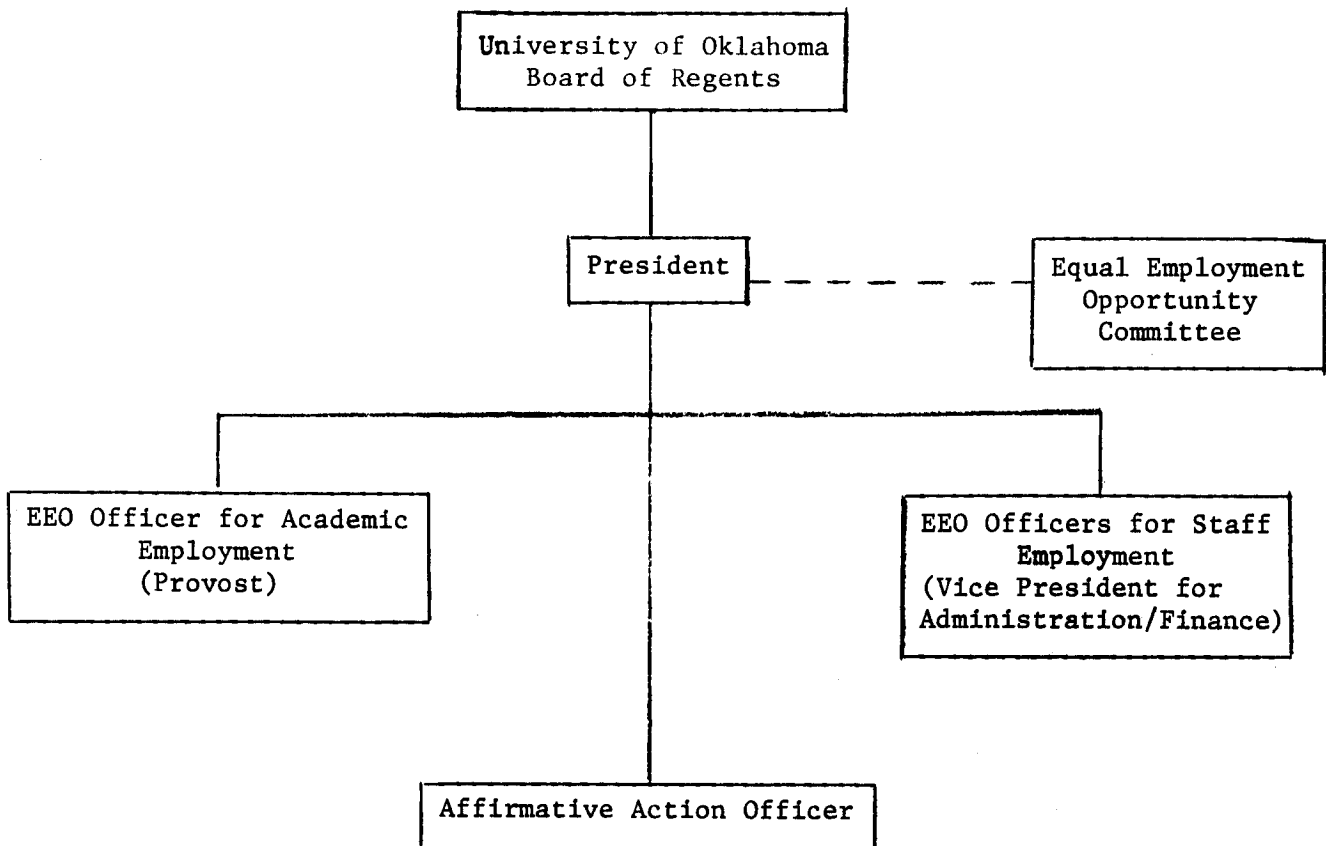 University of Oklahoma
Board of Regents
President
Equal Employment
Opportunity
Committee
EEO Officer for Academic
Employment
(Provost)
EEO Officers for Staff
Employment
(Vice President for
Administration/Finance)
Affirmative Action Officer